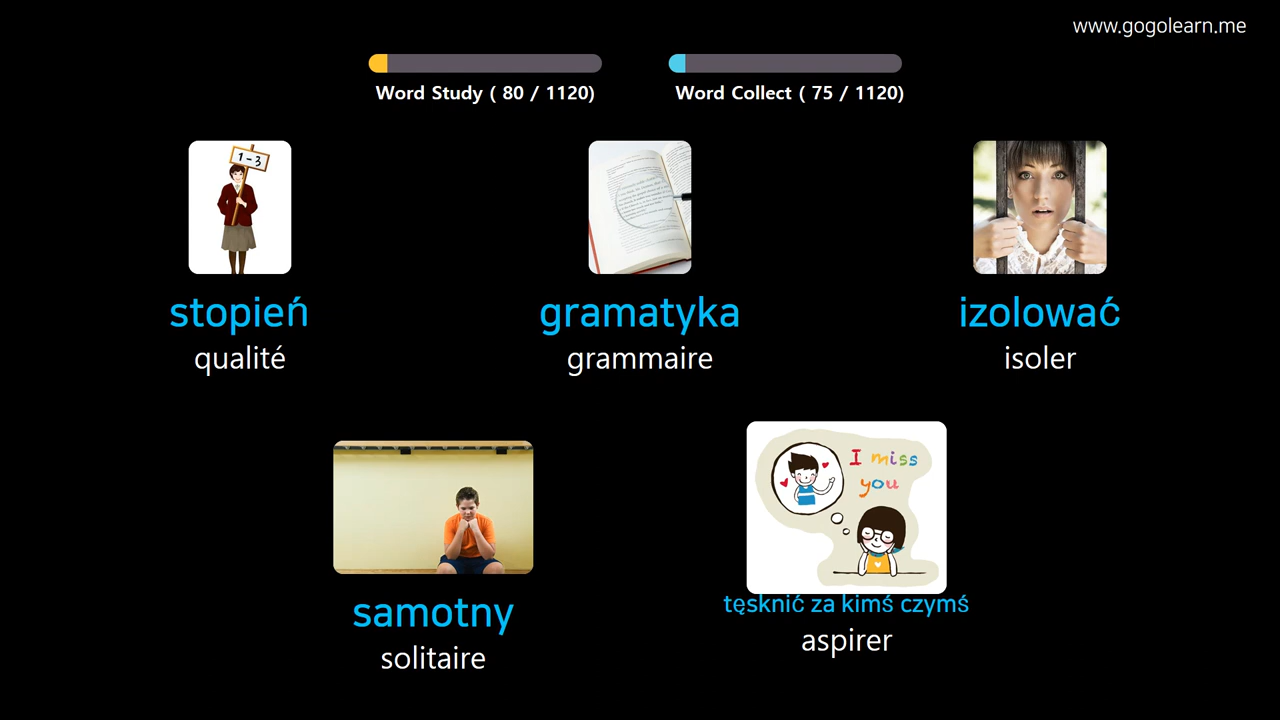 www.gogolearn.me
Word Study ( 80 / 1120)
Word Collect ( 75 / 1120)
1-3
stopień
qualité
gramatyka
grammaire
izolować
isoler
I miss
you
samotny
solitaire
tęsknić za kimś czymś
aspirer